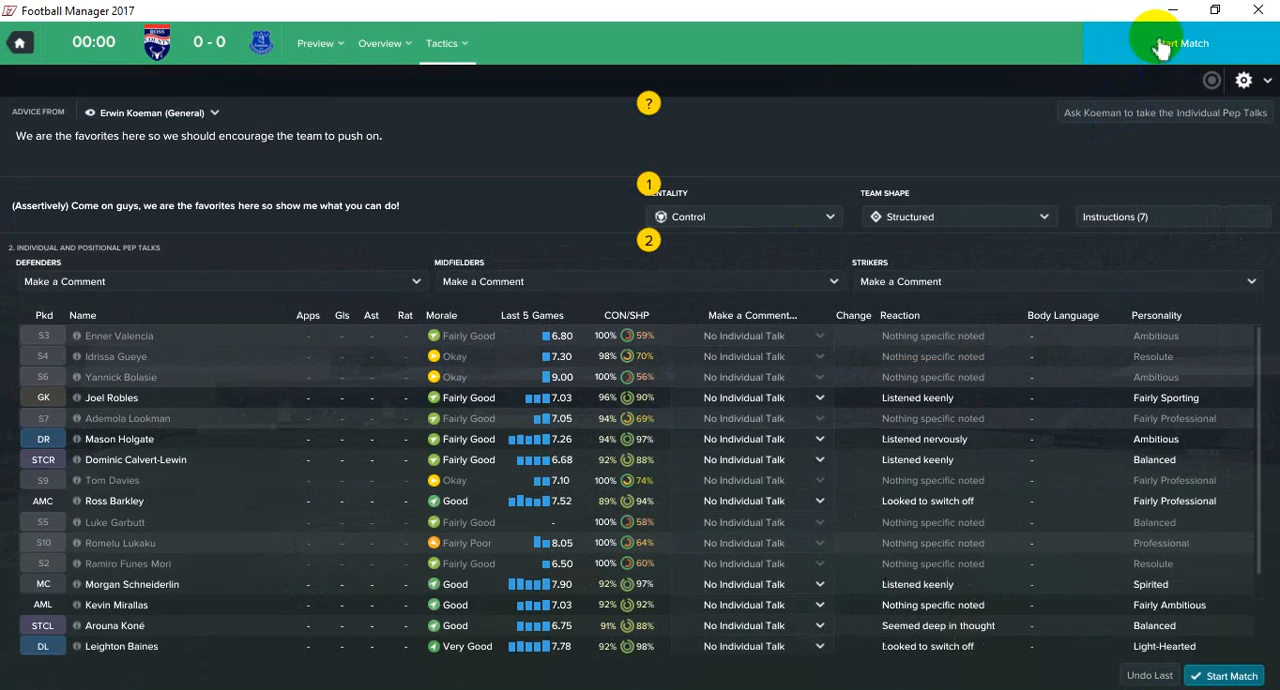 Football Manager 2017
00:00 ROSS COUNTY 0 - 0 Everton Preview Overview Tactics Start Match
ADVICE FROM Erwin Koeman (General) ? Ask Koeman to take the Individual Pep Talks
We are the favorites here so we should encourage the team to push on.
1 ENTALITY TEAM SHAPE
(Assertively) Come on guys, we are the favorites here so show me what you can do! Control Structured Instructions (7)
2
2. INDIVIDUAL AND POSITIONAL PEP TALKS
DEFENDERS MIDFIELDERS STRIKERS
Make a Comment Make a Comment Make a Comment
Pkd Name Apps Gls Ast Rat Morale Last 5 Games CON/SHP Make a Comment... Change Reaction Body Language Personality
S3 Enner Valencia - - - - Fairly Good 6.80 100% 59% No Individual Talk Nothing specific noted - Ambitious
S4 Idrissa Gueye - - - - Okay 7.30 98% 70% No Individual Talk Nothing specific noted - Resolute
S6 Yannick Bolasie - - - - Okay 9.00 100% 56% No Individual Talk Nothing specific noted - Ambitious
GK Joel Robles - - - - Fairly Good 7.03 96% 90% No Individual Talk Listened keenly - Fairly Sporting
S7 Ademola Lookman - - - - Fairly Good 7.05 94% 69% No Individual Talk Nothing specific noted - Fairly Professional
DR Mason Holgate - - - - Fairly Good 7.26 94% 97% No Individual Talk Listened nervously - Ambitious
STCR Dominic Calvert-Lewin - - - - Fairly Good 6.68 92% 88% No Individual Talk Listened keenly - Balanced
S9 Tom Davies - - - - Okay 7.10 100% 74% No Individual Talk Nothing specific noted - Fairly Professional
AMC Ross Barkley - - - - Good 7.52 89% 94% No Individual Talk Looked to switch off - Fairly Professional
S5 Luke Garbutt - - - - Fairly Good - 100% 58% No Individual Talk Nothing specific noted - Balanced
S10 Romelu Lukaku - - - - Fairly Poor 8.05 100% 64% No Individual Talk Nothing specific noted - Professional
S2 Ramiro Funes Mori - - - - Fairly Good 6.50 100% 60% No Individual Talk Nothing specific noted - Balanced
MC Morgan Schneiderlin - - - - Good 7.90 92% 97% No Individual Talk Listened keenly - Spirited
AML Kevin Mirallas - - - - Good 7.03 92% 92% No Individual Talk Nothing specific noted - Fairly Ambitious
STCL Arouna Koné - - - - Good 6.75 91% 88% No Individual Talk Seemed deep in thought - Balanced
DL Leighton Baines - - - - Very Good 7.78 92% 98% No Individual Talk Looked to switch off - Light-Hearted
Undo Last Start Match